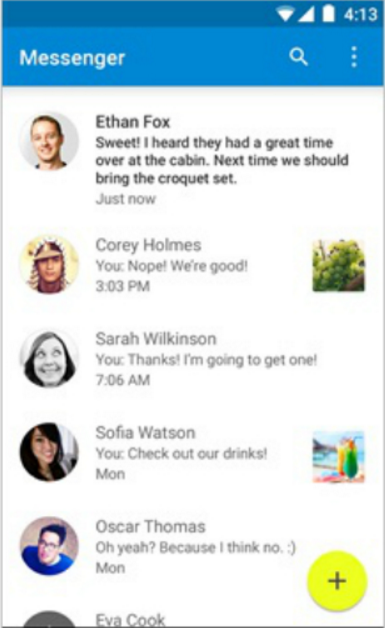 4:13
Messenger
Ethan Fox
Sweet! I heard they had a great time
over at the cabin. Next time we should
bring the croquet set.
Just now
Corey Holmes
You: Nope! We're good!
3:03 PM
Sarah Wilkinson
You: Thanks! I'm going to get one!
7:06 AM
Sofia Watson
You: Check out our drinks!
Mon
Oscar Thomas
Oh yeah? Because I think no. :)
Mon
Eva Cook